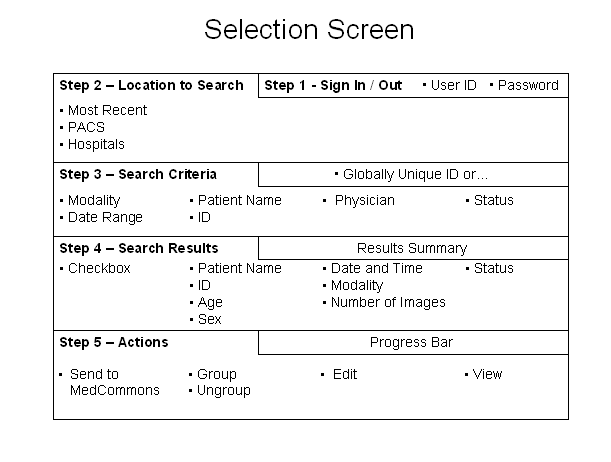 Selection Screen
Step 2 – Location to Search
Step 1 - Sign In / Out • User ID • Password
• Most Recent
• PACS
• Hospitals
Step 3 – Search Criteria
• Globally Unique ID or…
• Modality • Patient Name • Physician • Status
• Date Range • ID
Step 4 – Search Results
Results Summary
• Checkbox • Patient Name • Date and Time • Status
• ID • Modality
• Age • Number of Images
• Sex
Step 5 – Actions
Progress Bar
• Send to • Group • Edit • View
MedCommons • Ungroup